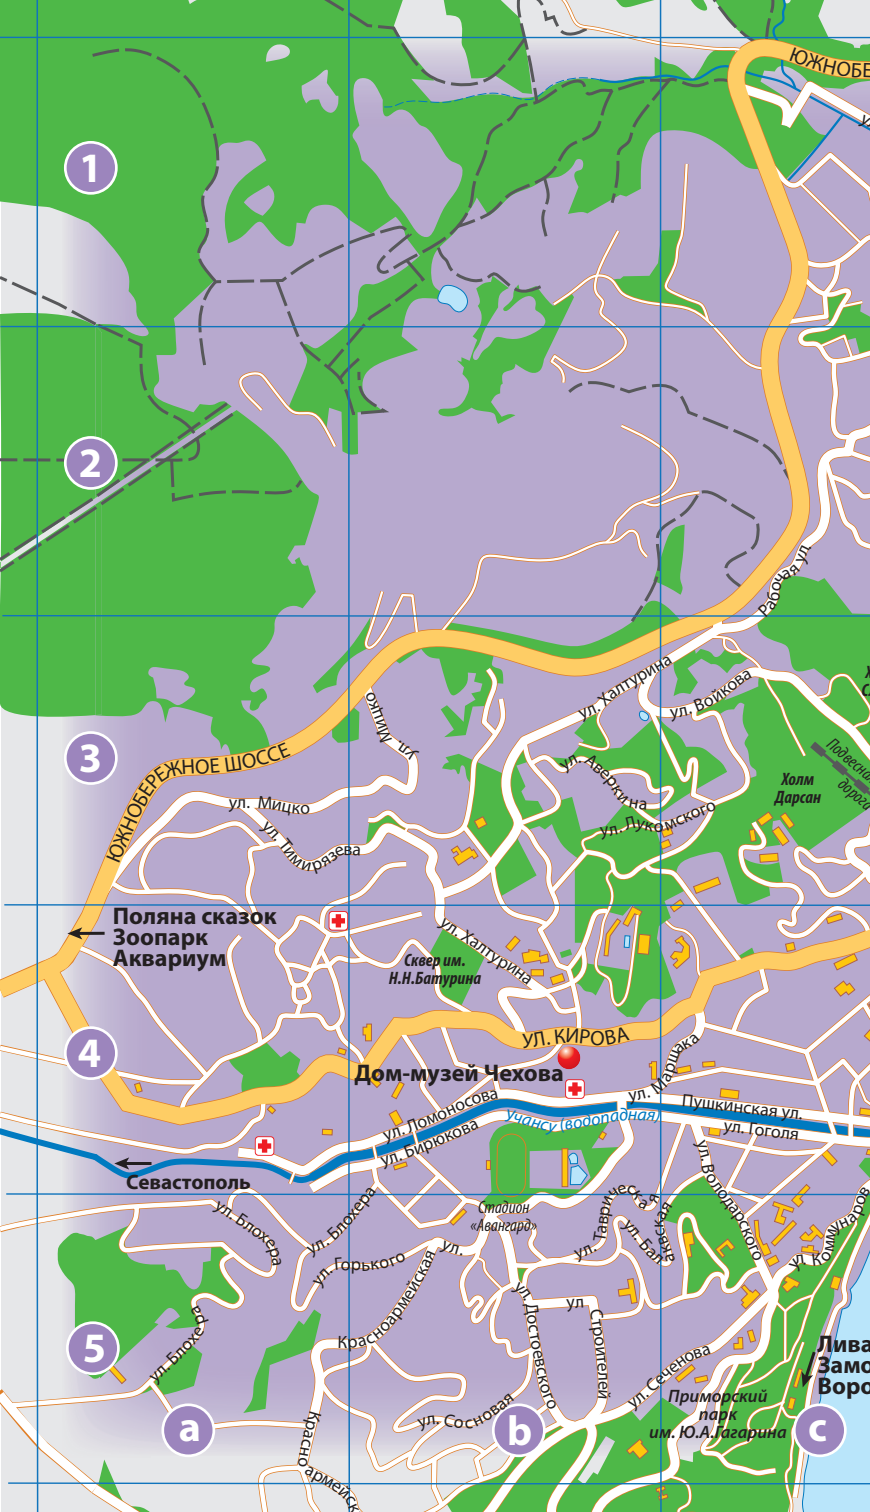 ЮЖНОБЕ
1
2
Рабочая ул.
ул. Халтурина
ул. Войкова
ул. Мицко
Подвесная
дорога
3
ЮЖНОБЕРЕЖНОЕ ШОССЕ
ул. Аверкина
Холм
Дарсан
ул. Мицко
ул. Лукомского
ул. Тимирязева
Поляна сказок
Зоопарк
Аквариум
ул. Халтурина
Сквер им.
Н.Н.Батурина
4
УЛ. КИРОВА
Дом-музей Чехова
ул. Маршака
ул. Ломоносова
Пушкинская ул.
Учансу (водопадная)
ул. Гоголя
ул. Бирюкова
Севастополь
ул. Володарского
ул. Блохера
ул. Блохера
Стадион
«Авангард»
ул. Таврическая
ул. Коммунаров
ул. Горького
ул.
Красноармейская
ул. Достоевского
ул.
Строителей
5
ул. Блохера
ул. Сеченова
Лива
Замо
Воро
Приморский
парк
им. Ю.А.Гагарина
ул. Сосновая
a
b
c
Красно
армейск